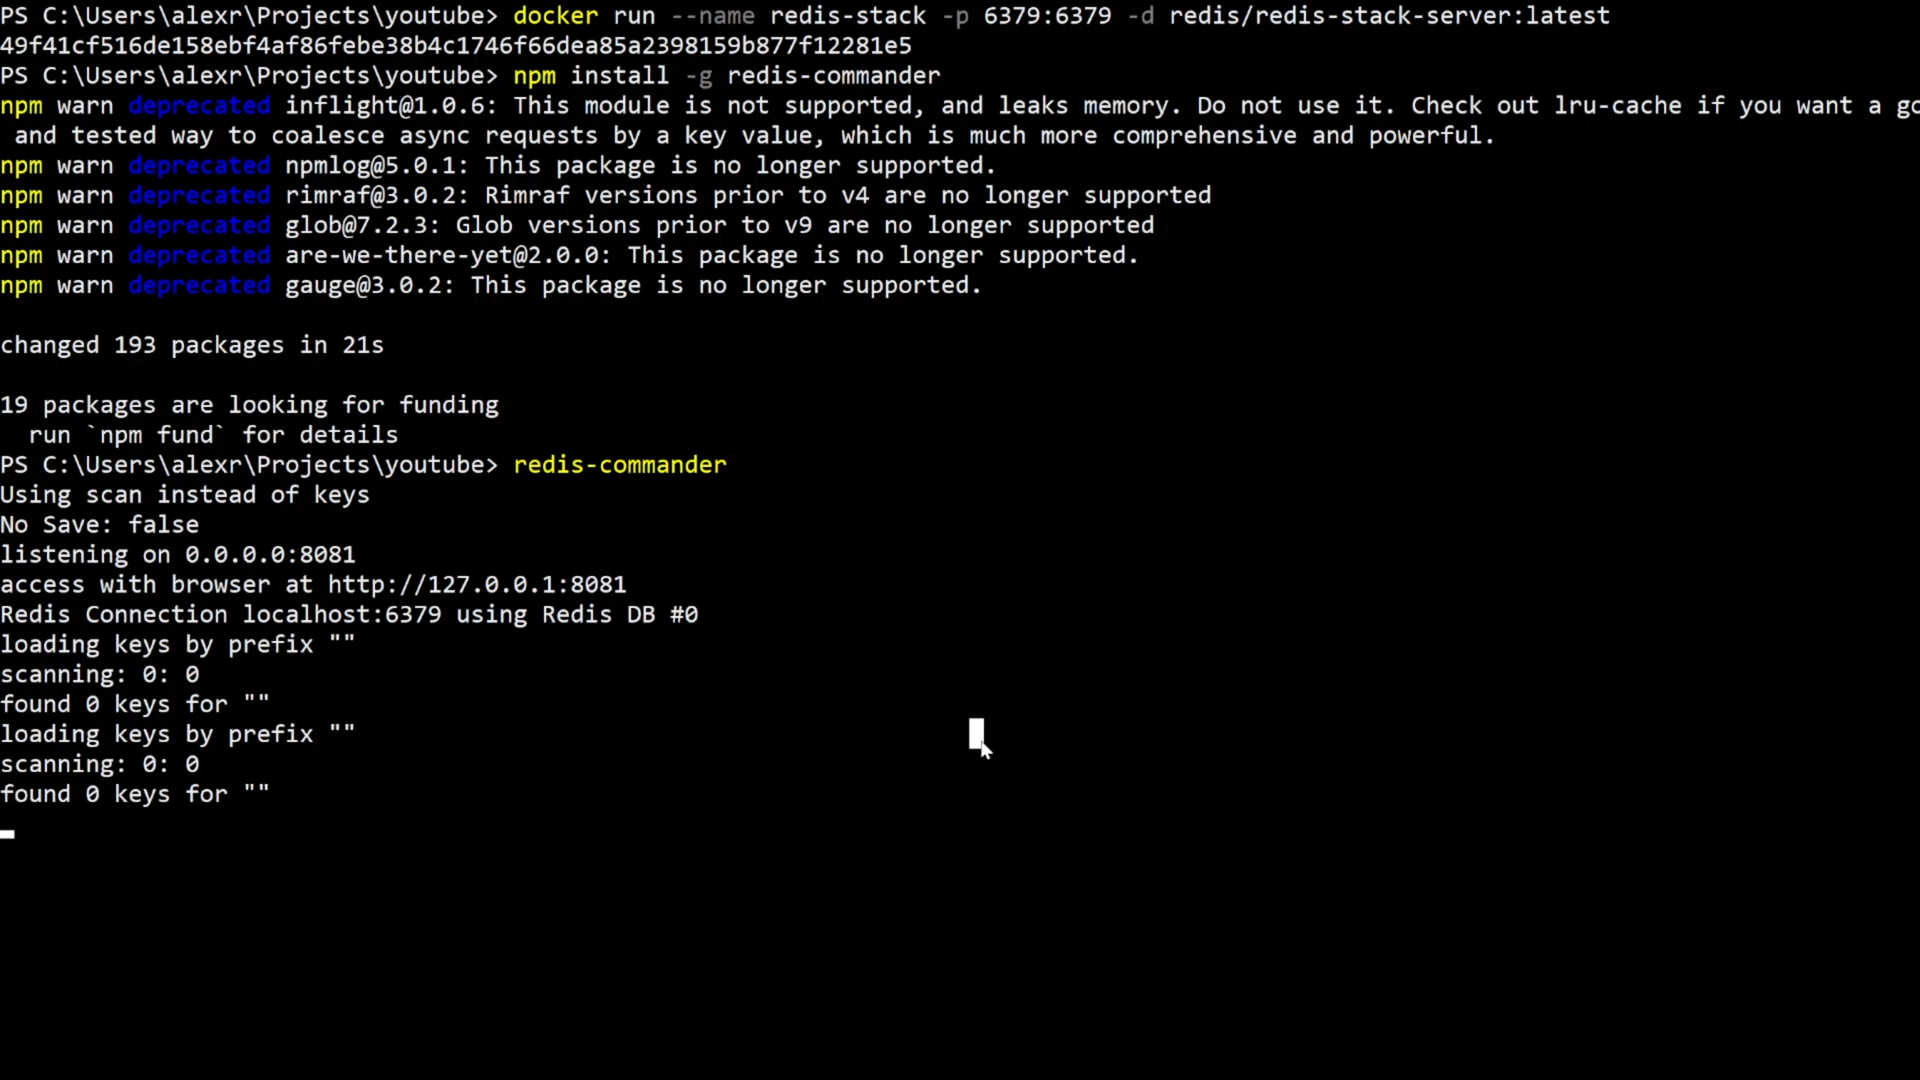 PS C:\Users\alexr\Projects\youtube> docker run --name redis-stack -p 6379:6379 -d redis/redis-stack-server:latest
49f41cf516de158ebf4af86febe38b4c1746f66dea85a2398159b877f12281e5
PS C:\Users\alexr\Projects\youtube> npm install -g redis-commander
npm warn deprecated inflight@1.0.6: This module is not supported, and leaks memory. Do not use it. Check out lru-cache if you want a go
 and tested way to coalesce async requests by a key value, which is much more comprehensive and powerful.
npm warn deprecated npmlog@5.0.1: This package is no longer supported.
npm warn deprecated rimraf@3.0.2: Rimraf versions prior to v4 are no longer supported
npm warn deprecated glob@7.2.3: Glob versions prior to v9 are no longer supported
npm warn deprecated are-we-there-yet@2.0.0: This package is no longer supported.
npm warn deprecated gauge@3.0.2: This package is no longer supported.
changed 193 packages in 21s
19 packages are looking for funding
  run `npm fund` for details
PS C:\Users\alexr\Projects\youtube> redis-commander
Using scan instead of keys
No Save: false
listening on 0.0.0.0:8081
access with browser at http://127.0.0.1:8081
Redis Connection localhost:6379 using Redis DB #0
loading keys by prefix ""
scanning: 0: 0
found 0 keys for ""
loading keys by prefix ""
scanning: 0: 0
found 0 keys for ""